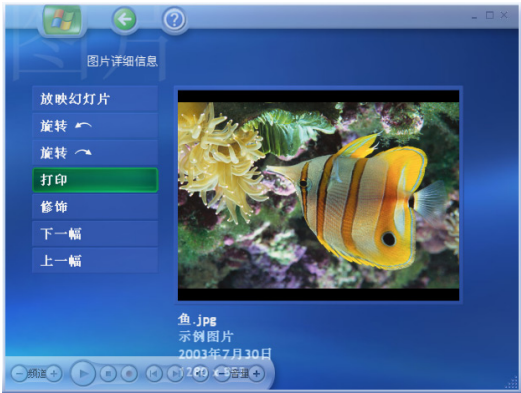 图片
图片详细信息
放映幻灯片
旋转
旋转
打印
修饰
下一幅
上一幅
鱼.jpg
示例图片
2003年7月30日
频道
音量